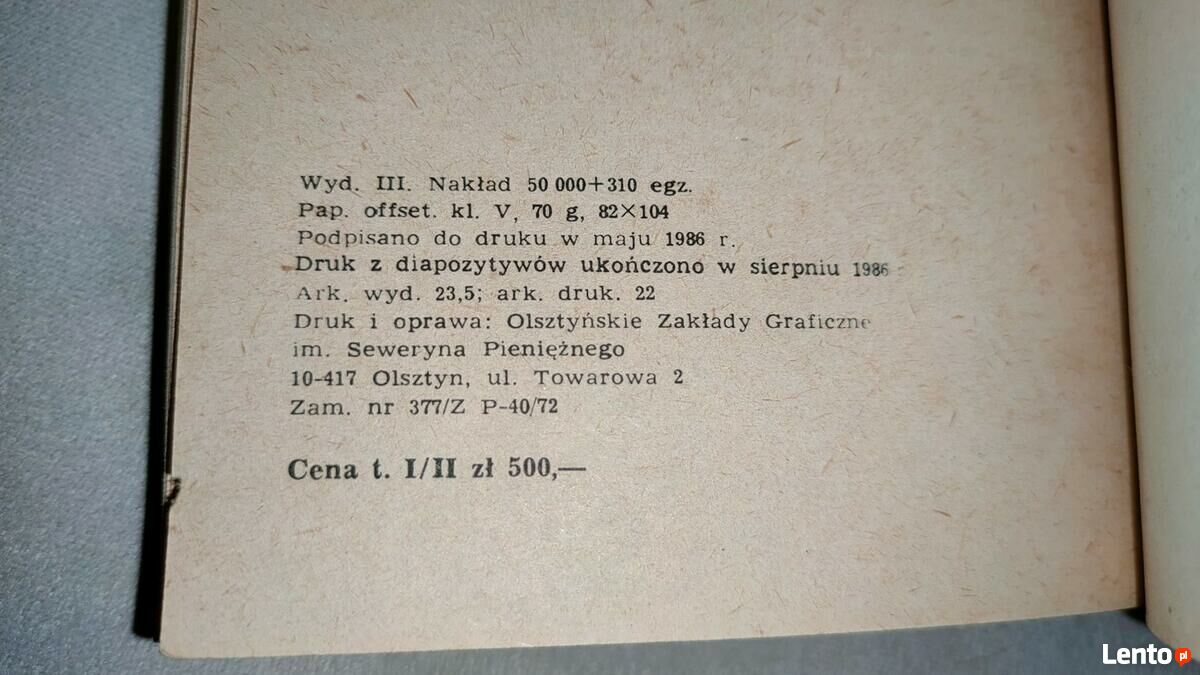 Wyd. III. Nakład 50 000+310 egz.
Pap. offset. kl. V, 70 g, 82×104
Podpisano do druku w maju 1986 r.
Druk z diapozytywów ukończono w sierpniu 1986
Ark. wyd. 23,5; ark. druk. 22
Druk i oprawa: Olsztyńskie Zakłady Graficzne
im. Seweryna Pieniężnego
10-417 Olsztyn, ul. Towarowa 2
Zam. nr 377/Z P-40/72
Cena t. I/II zł 500,—
Lento.pl